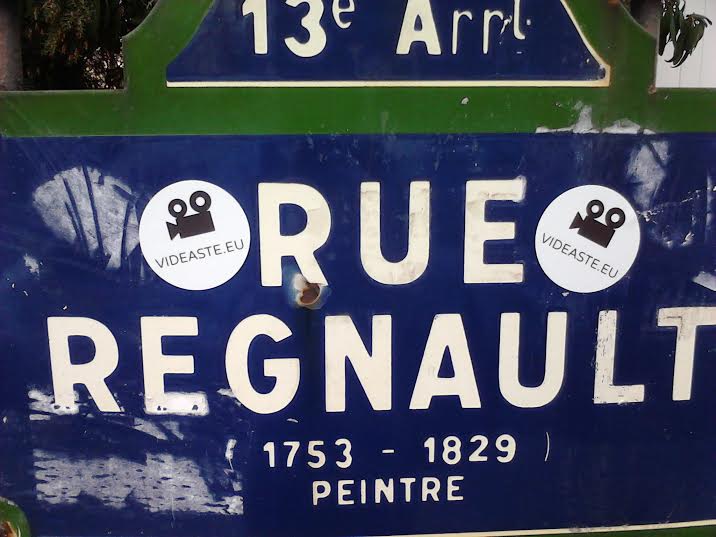 13e Arrt.
RUE
VIDEASTE.EU
VIDEASTE.EU
REGNAULT
(1753 - 1829)
PEINTRE